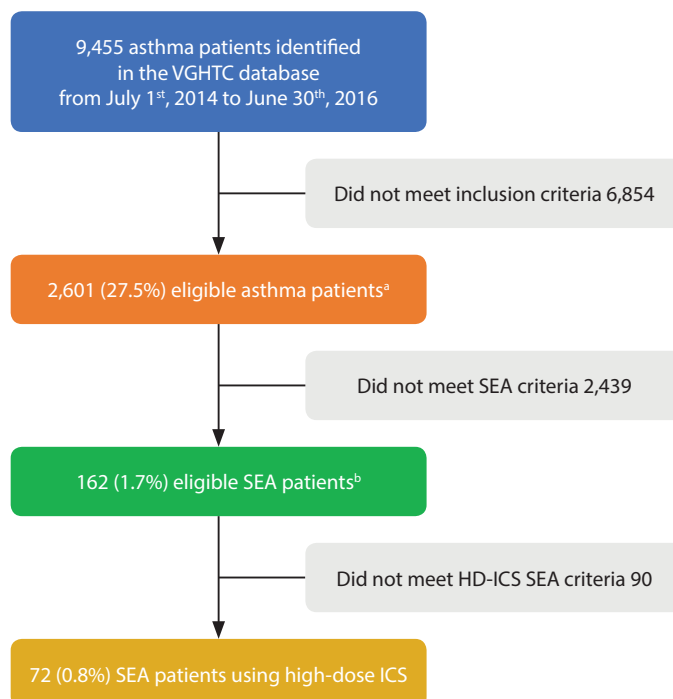 9,455 asthma patients identified
in the VGHTC database
from July 1st, 2014 to June 30th, 2016
Did not meet inclusion criteria 6,854
2,601 (27.5%) eligible asthma patientsa
Did not meet SEA criteria 2,439
162 (1.7%) eligible SEA patientsb
Did not meet HD-ICS SEA criteria 90
72 (0.8%) SEA patients using high-dose ICS